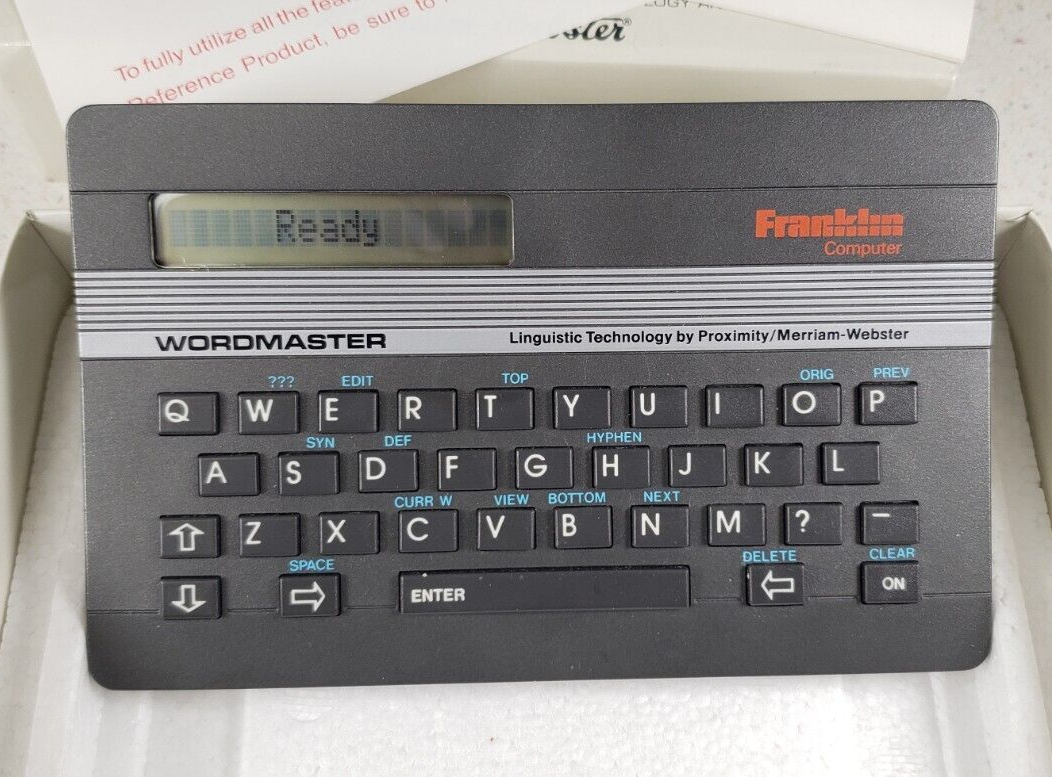 To fully utilize all the
Reference Product, be sure to
Ready
Franklin
Computer
WORDMASTER Linguistic Technology by Proximity/Merriam-Webster
??? EDIT TOP ORIG PREV
Q W E R T Y U I O P
SYN DEF HYPHEN
A S D F G H J K L
CURR W VIEW BOTTOM NEXT
Z X C V B N M ? –
SPACE DELETE CLEAR
ENTER ON